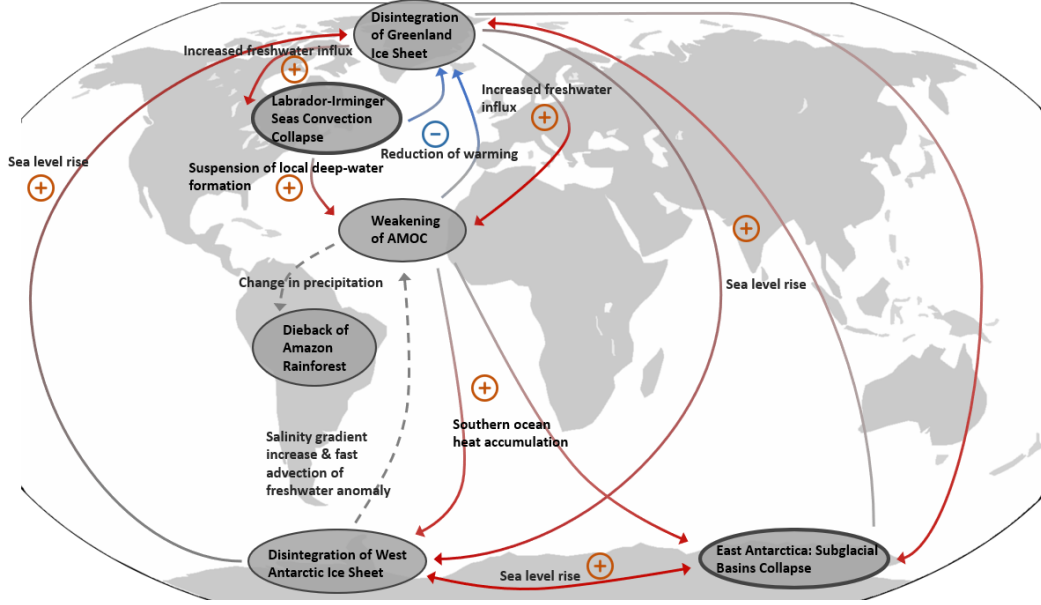 Disintegration
of Greenland
Ice Sheet
Increased freshwater influx
+
Labrador-Irminger
Seas Convection
Collapse
Increased freshwater
influx
+
−
Reduction of warming
Sea level rise
+
Suspension of local deep-water
formation
+
Weakening
of AMOC
+
Sea level rise
Change in precipitation
Dieback of
Amazon
Rainforest
+
Southern ocean
heat accumulation
Salinity gradient
increase & fast
advection of
freshwater anomaly
Disintegration of West
Antarctic Ice Sheet
Sea level rise
+
East Antarctica: Subglacial
Basins Collapse